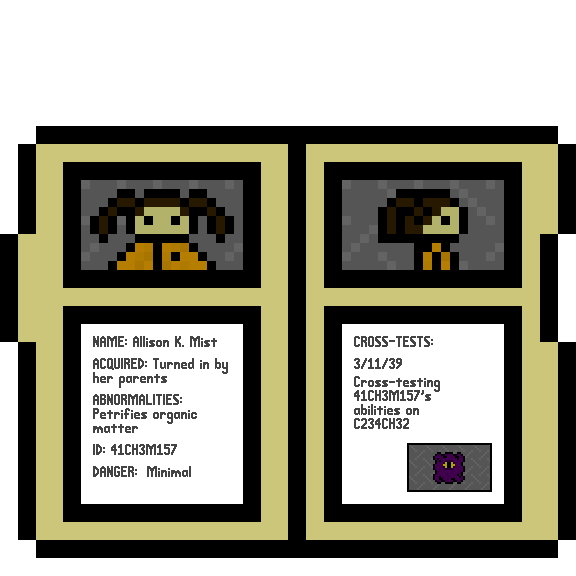 NAME: Allison K. Mist
ACQUIRED: Turned in by
her parents
ABNORMALITIES:
Petrifies organic
matter
ID: 41CH3M157
DANGER: Minimal
CROSS-TESTS:
3/11/39
Cross-testing
41CH3M157's
abilities on
C234CH32